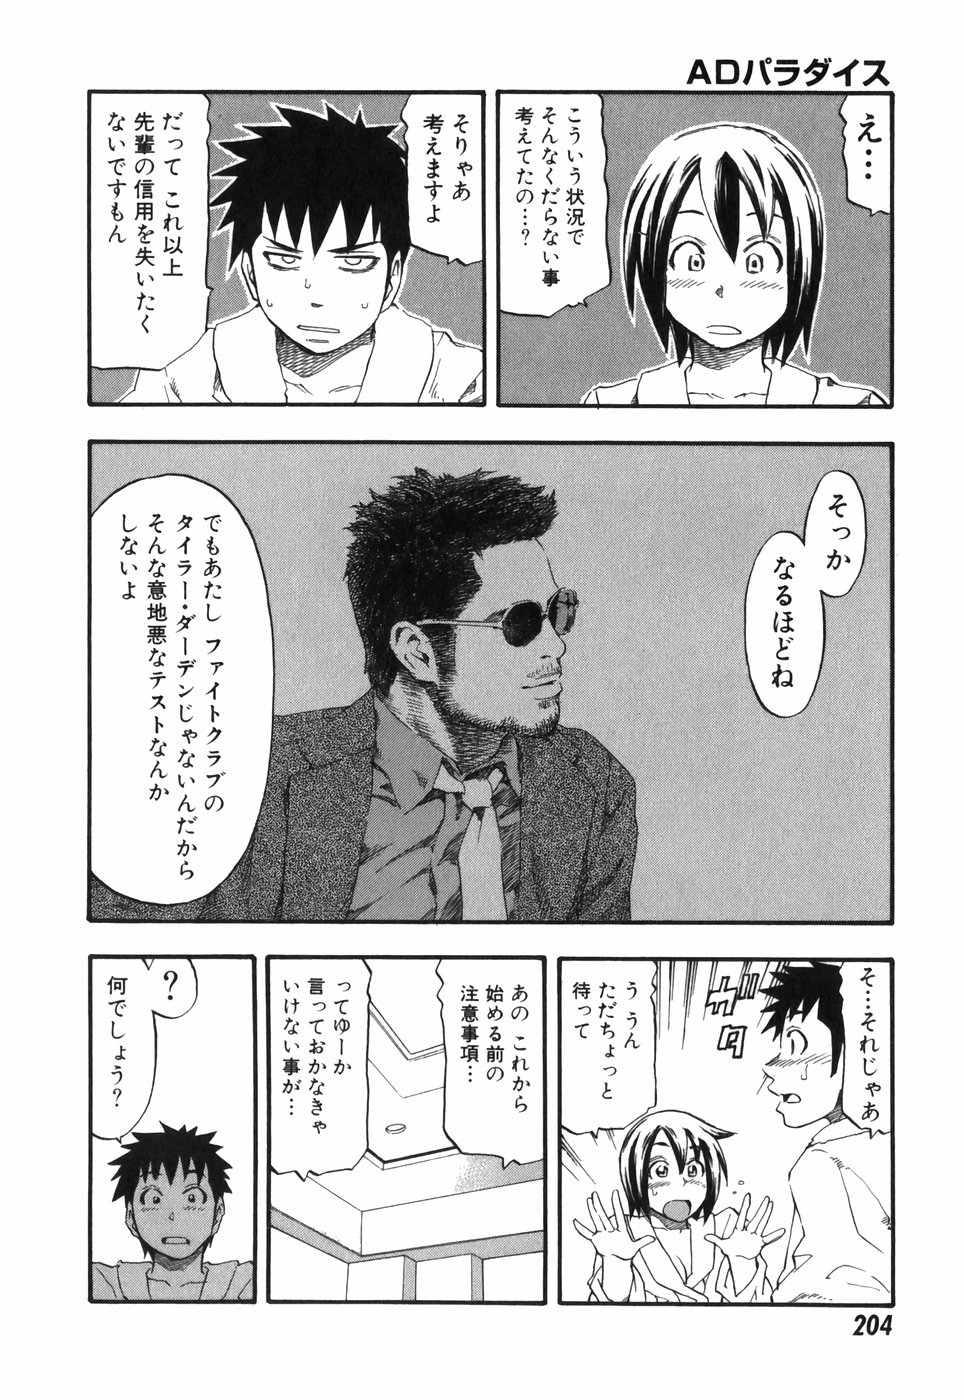 ADパラダイス
え…
こういう状況で
そんなくだらない事
考えてたの…?
そりゃあ
考えますよ
だって これ以上
先輩の信用を失いたく
ないですもん
そっか
なるほどね
でもあたし ファイトクラブの
タイラー・ダーデンじゃないんだから
そんな意地悪なテストなんか
しないよ
そ…それじゃあ
ガタ
うぅん
ただちょっと
待って
あの これから
始める前の
注意事項…
ってゆーか
言っておかなきゃ
いけない事が…
?
何でしょう?
204